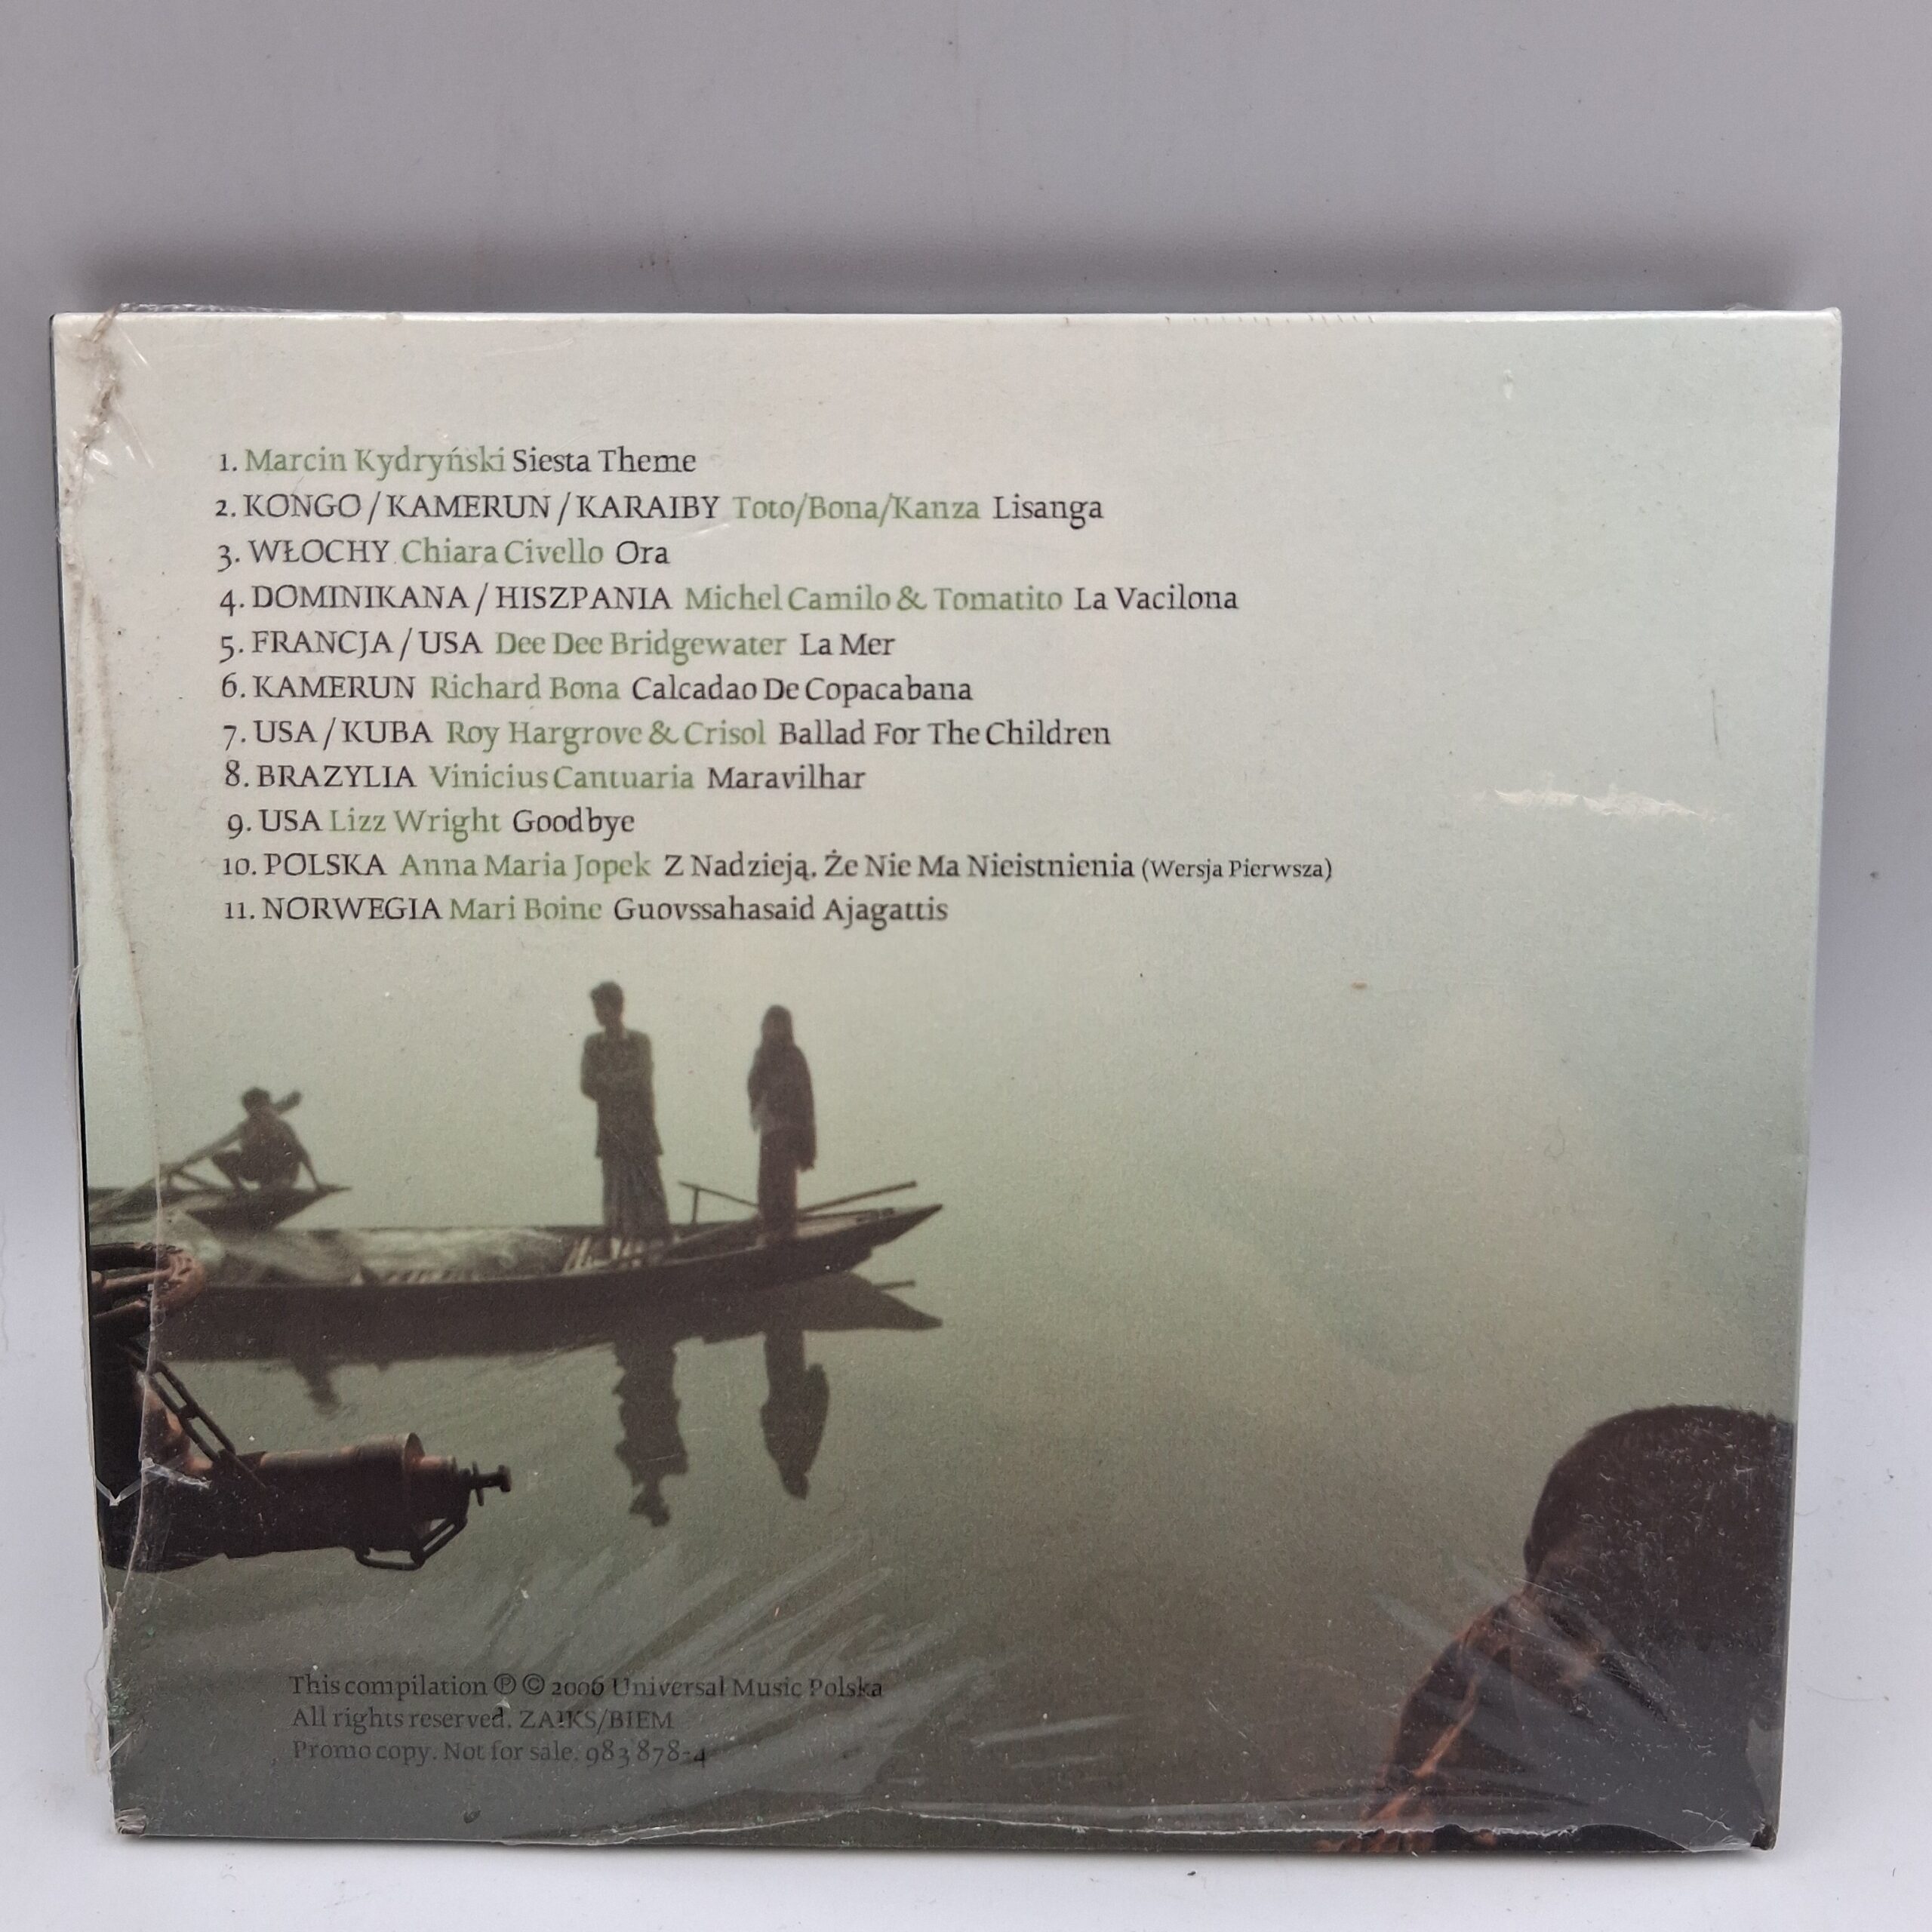 1. Marcin Kydryński Siesta Theme
2. KONGO / KAMERUN / KARAIBY Toto/Bona/Kanza Lisanga
3. WŁOCHY Chiara Civello Ora
4. DOMINIKANA / HISZPANIA Michel Camilo & Tomatito La Vacilona
5. FRANCJA / USA Dee Dee Bridgewater La Mer
6. KAMERUN Richard Bona Calcadao De Copacabana
7. USA / KUBA Roy Hargrove & Crisol Ballad For The Children
8. BRAZYLIA Vinicius Cantuaria Maravilhar
9. USA Lizz Wright Goodbye
10. POLSKA Anna Maria Jopek Z Nadzieją, Że Nie Ma Nieistnienia (Wersja Pierwsza)
11. NORWEGIA Mari Boine Guovssahasaid Ajagattis
This compilation ℗ © 2006 Universal Music Polska
All rights reserved. ZAIKS/BIEM
Promo copy. Not for sale. 983 878-4